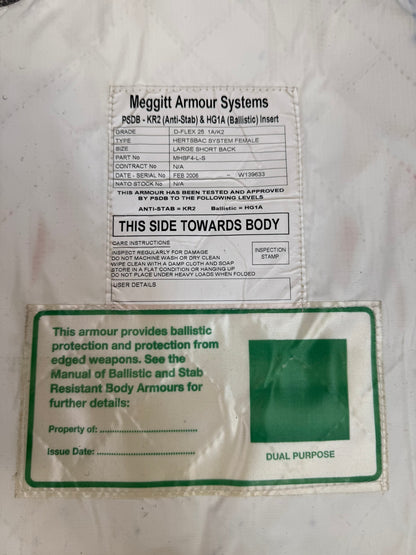 Meggitt Armour Systems
PSDB - KR2 (Anti-Stab) & HG1A (Ballistic) Insert
GRADE D-FLEX 25 1A/K2
TYPE HERTSBAC SYSTEM FEMALE
SIZE LARGE SHORT BACK
PART No MHBF4-L-S
CONTRACT No N/A
DATE - SERIAL No FEB 2006 - W139633
NATO STOCK No N/A
THIS ARMOUR HAS BEEN TESTED AND APPROVED
BY PSDB TO THE FOLLOWING LEVELS
ANTI-STAB = KR2 Ballistic = HG1A
THIS SIDE TOWARDS BODY
CARE INSTRUCTIONS
INSPECT REGULARLY FOR DAMAGE
DO NOT MACHINE WASH OR DRY CLEAN
WIPE CLEAN WITH A DAMP CLOTH AND SOAP
STORE IN A FLAT CONDITION OR HANGING UP
DO NOT PLACE UNDER HEAVY LOADS WHEN FOLDED
INSPECTION
STAMP
USER DETAILS
This armour provides ballistic
protection and protection from
edged weapons. See the
Manual of Ballistic and Stab
Resistant Body Armours for
further details:
Property of: ................................
Issue Date: ................................
DUAL PURPOSE